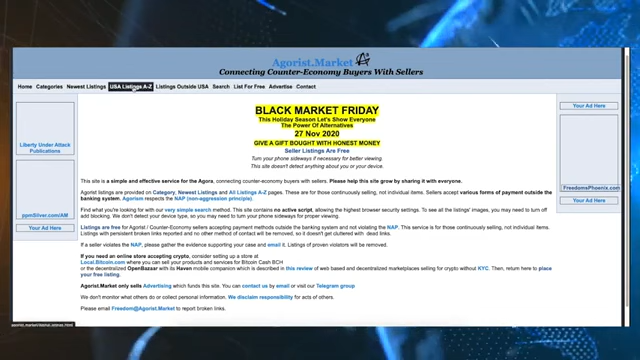 Agorist.Market
Connecting Counter-Economy Buyers With Sellers
Home Categories Newest Listings USA Listings A-Z Listings Outside USA Search List For Free Advertise Contact
BLACK MARKET FRIDAY
This Holiday Season Let's Show Everyone
The Power Of Alternatives
27 Nov 2020
GIVE A GIFT BOUGHT WITH HONEST MONEY
Seller Listings Are Free
Turn your phone sideways if necessary for better viewing.
This site doesn't detect anything about you or your device.
Liberty Under Attack
Publications
ppmSilver.com/AM
Your Ad Here
This site is a simple and effective service for the Agora, connecting counter-economy buyers with sellers. Please help this site grow by sharing it with everyone.
Agorist listings are provided on Category, Newest Listings and All Listings A-Z pages. These are for those continuously selling, not individual items. Sellers accept various forms of payment outside the
banking system. Agorism respects the NAP (non-aggression principle).
Find what you're looking for with our very simple search method. This site contains no active script, allowing the highest browser security settings. To see all the listings' images, you may need to turn off
add blocking. We don't detect your device type, so you may need to turn your phone sideways for proper viewing.
Listings are free for Agorist / Counter-Economy sellers accepting payment methods outside the banking system and not violating the NAP. This service is for those continuously selling, not individual items.
Listings with persistent broken links reported and no other method of contact will be removed, so it doesn't get cluttered with dead links.
If a seller violates the NAP, please gather the evidence supporting your case and email it. Listings of proven violators will be removed.
If you need an online store accepting crypto, consider setting up a store at
Local.Bitcoin.com where you can sell your products and services for Bitcoin Cash BCH
or the decentralized OpenBazaar with its Haven mobile companion which is described in this review of web based and decentralized marketplaces selling for crypto without KYC. Then, return here to place
your free listing.
Agorist.Market only sells Advertising which funds this site. You can contact us by email or visit our Telegram group
We don't monitor what others do or collect personal information. We disclaim responsibility for acts of others.
Please email Freedom@Agorist.Market to report broken links.
Your Ad Here
FreedomsPhoenix.com
Your Ad Here